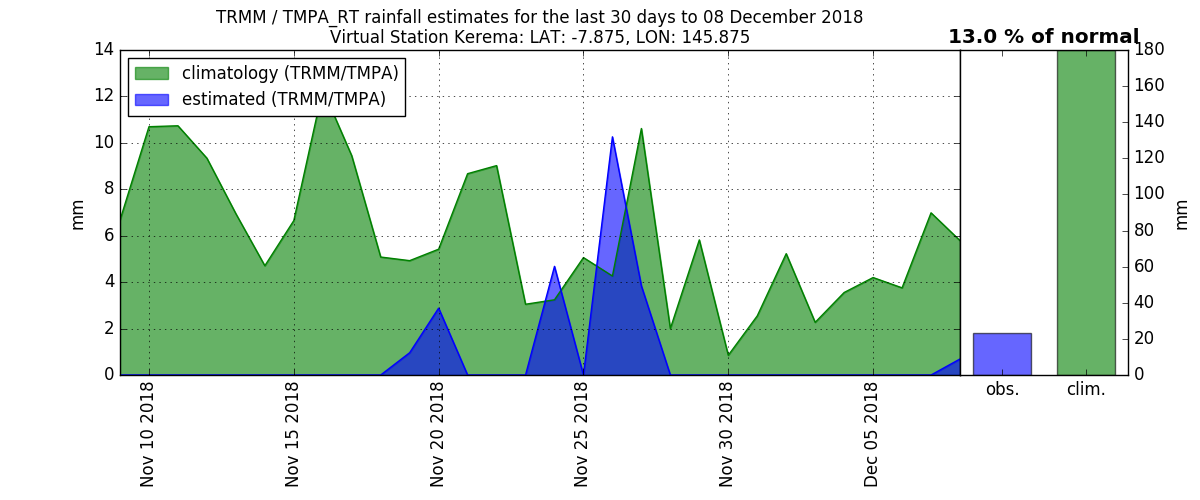 TRMM / TMPA_RT rainfall estimates for the last 30 days to 08 December 2018
Virtual Station Kerema: LAT: -7.875, LON: 145.875
13.0 % of normal
climatology (TRMM/TMPA)
estimated (TRMM/TMPA)
14
12
10
8
6
4
2
0
mm
Nov 10 2018
Nov 15 2018
Nov 20 2018
Nov 25 2018
Nov 30 2018
Dec 05 2018
obs.
clim.
180
160
140
120
100
80
60
40
20
0
mm